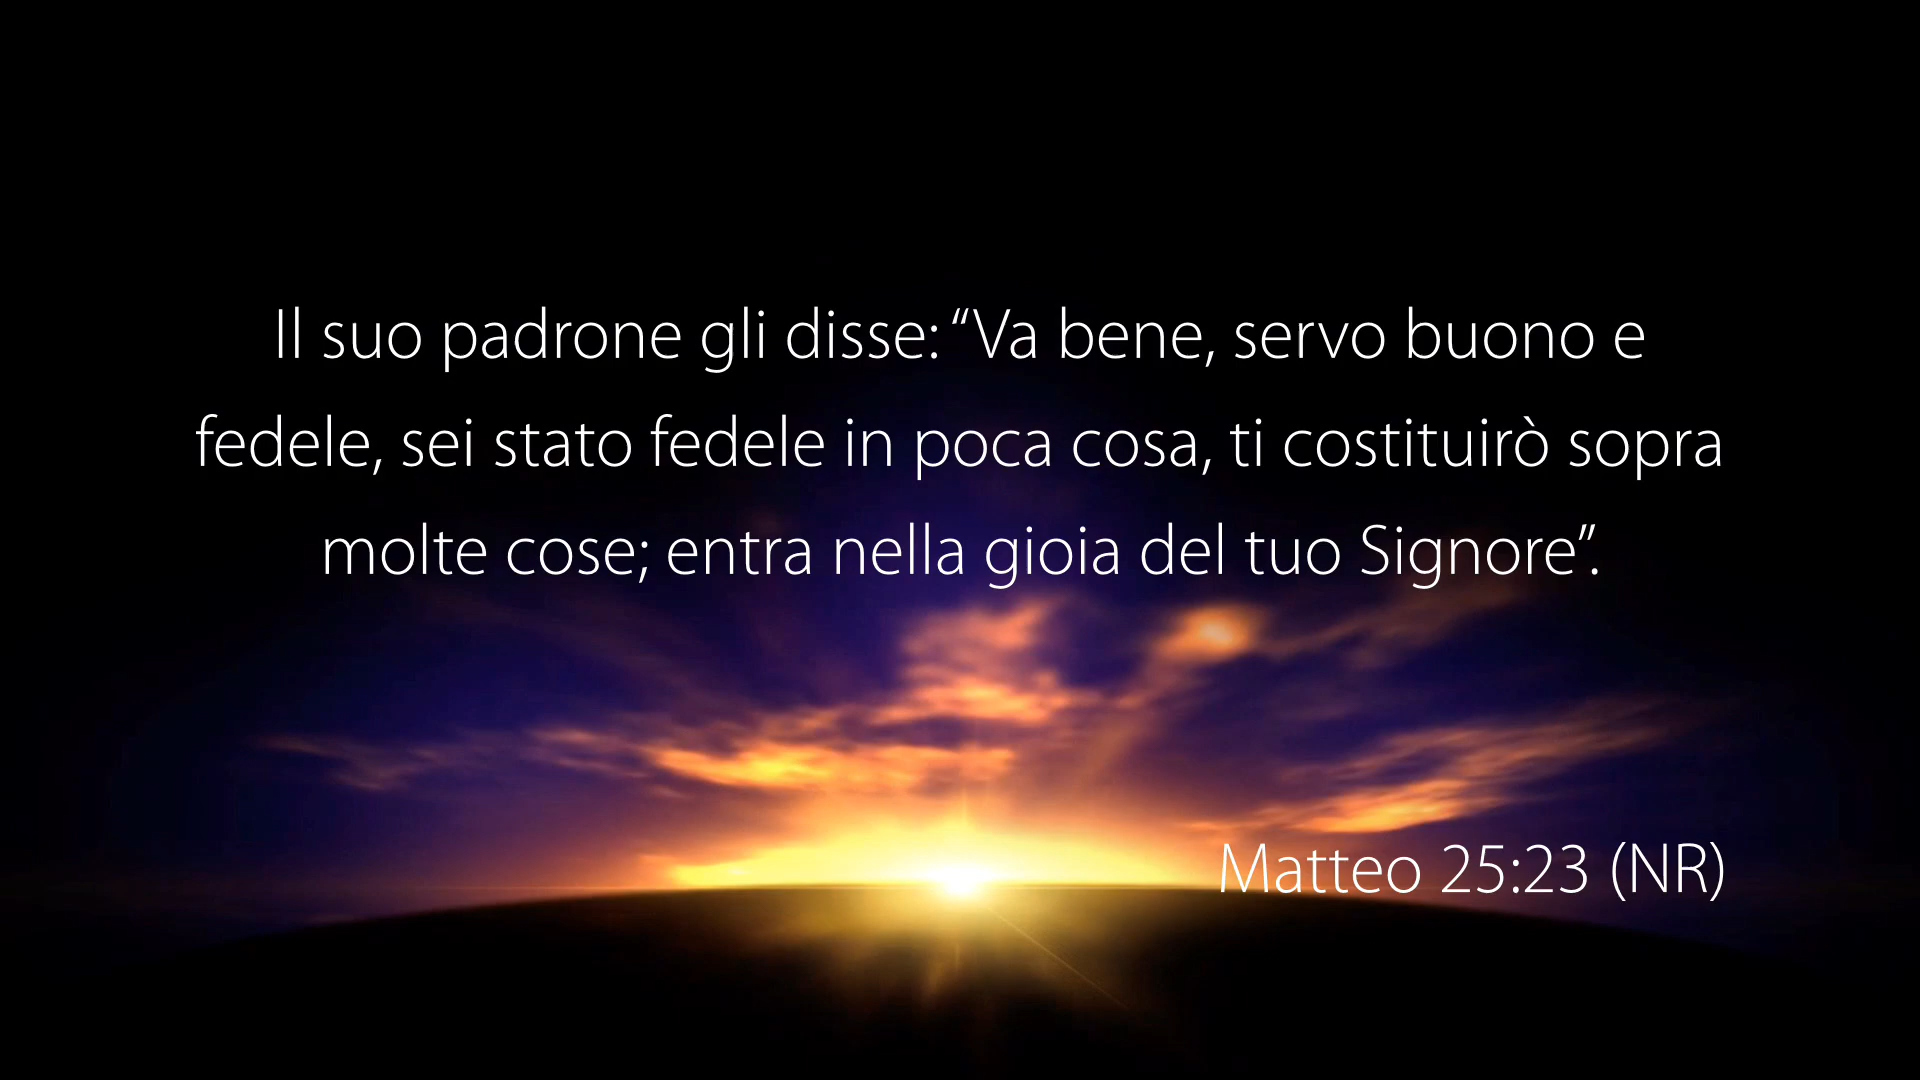 Il suo padrone gli disse: “Va bene, servo buono e
fedele, sei stato fedele in poca cosa, ti costituirò sopra
molte cose; entra nella gioia del tuo Signore”.
Matteo 25:23 (NR)